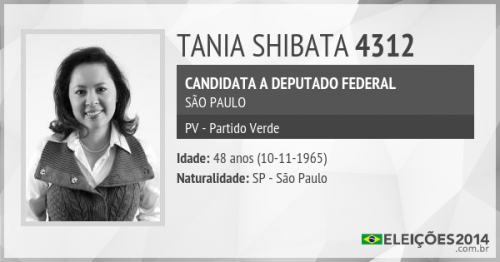 TANIA SHIBATA 4312
CANDIDATA A DEPUTADO FEDERAL
SÃO PAULO
PV - Partido Verde
Idade: 48 anos (10-11-1965)
Naturalidade: SP - São Paulo
ELEIÇÕES2014
.com.br